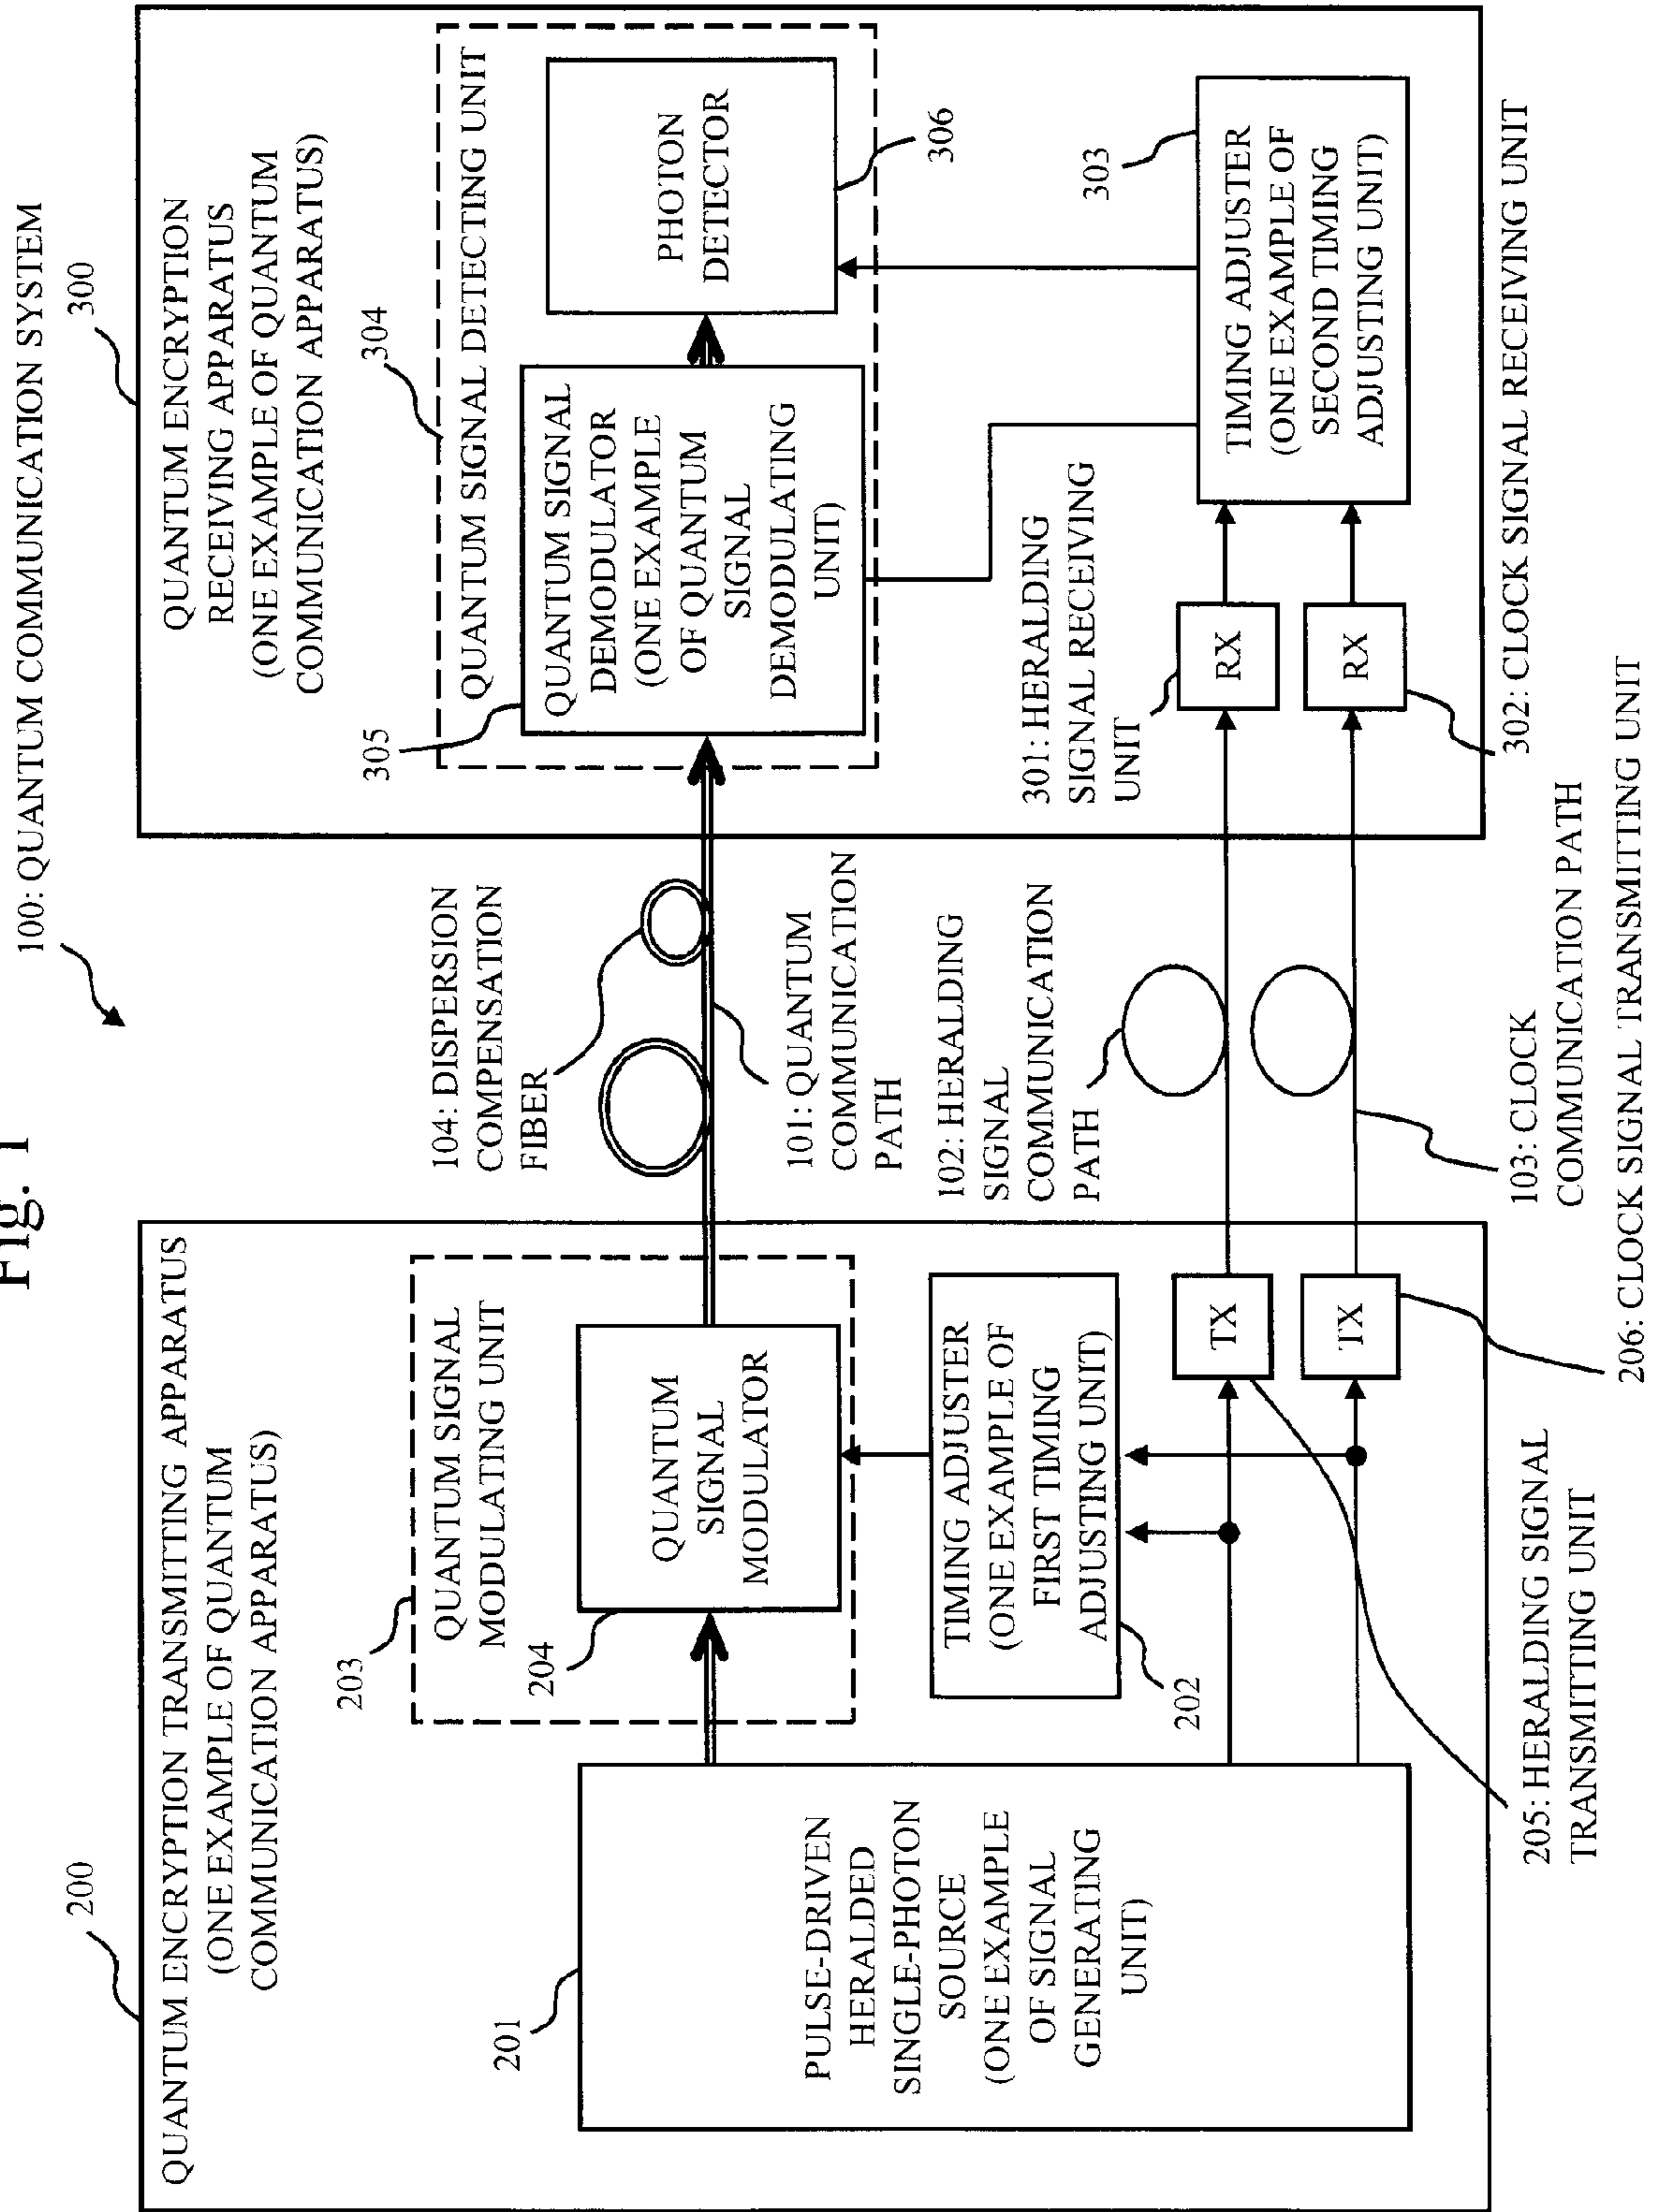 Fig. 1
100: QUANTUM COMMUNICATION SYSTEM
200
QUANTUM ENCRYPTION TRANSMITTING APPARATUS
(ONE EXAMPLE OF QUANTUM
COMMUNICATION APPARATUS)
201
PULSE-DRIVEN
HERALDED
SINGLE-PHOTON
SOURCE
(ONE EXAMPLE
OF SIGNAL
GENERATING
UNIT)
203
QUANTUM SIGNAL
MODULATING UNIT
204
QUANTUM
SIGNAL
MODULATOR
TIMING ADJUSTER
(ONE EXAMPLE OF
FIRST TIMING
ADJUSTING UNIT)
202
TX
TX
205: HERALDING SIGNAL
TRANSMITTING UNIT
206: CLOCK SIGNAL TRANSMITTING UNIT
104: DISPERSION
COMPENSATION
FIBER
101: QUANTUM
COMMUNICATION
PATH
102: HERALDING
SIGNAL
COMMUNICATION
PATH
103: CLOCK
COMMUNICATION PATH
300
QUANTUM ENCRYPTION
RECEIVING APPARATUS
(ONE EXAMPLE OF QUANTUM
COMMUNICATION APPARATUS)
304
QUANTUM SIGNAL DETECTING UNIT
305
QUANTUM SIGNAL
DEMODULATOR
(ONE EXAMPLE
OF QUANTUM
SIGNAL
DEMODULATING
UNIT)
PHOTON
DETECTOR
306
301: HERALDING
SIGNAL RECEIVING
UNIT
RX
RX
302: CLOCK SIGNAL RECEIVING UNIT
303
TIMING ADJUSTER
(ONE EXAMPLE OF
SECOND TIMING
ADJUSTING UNIT)